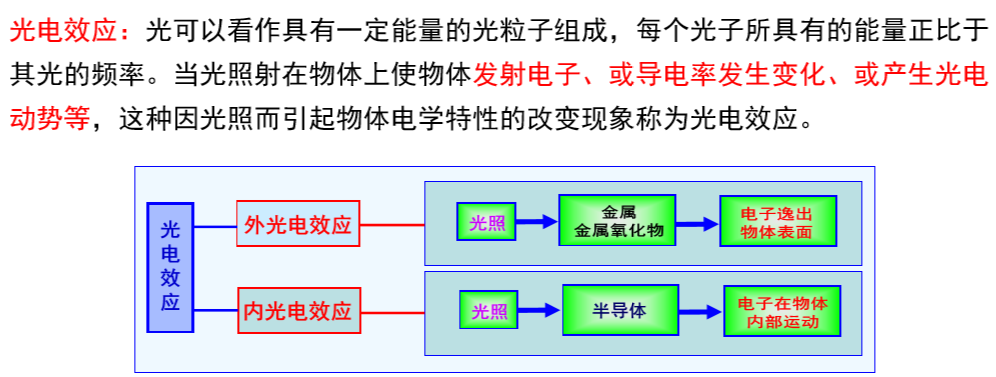 光电效应：光可以看作具有一定能量的光粒子组成，每个光子所具有的能量正比于
其光的频率。当光照射在物体上使物体发射电子、或导电率发生变化、或产生光电
动势等，这种因光照而引起物体电学特性的改变现象称为光电效应。
光电效应
外光电效应
光照
金属
金属氧化物
电子逸出
物体表面
内光电效应
光照
半导体
电子在物体
内部运动